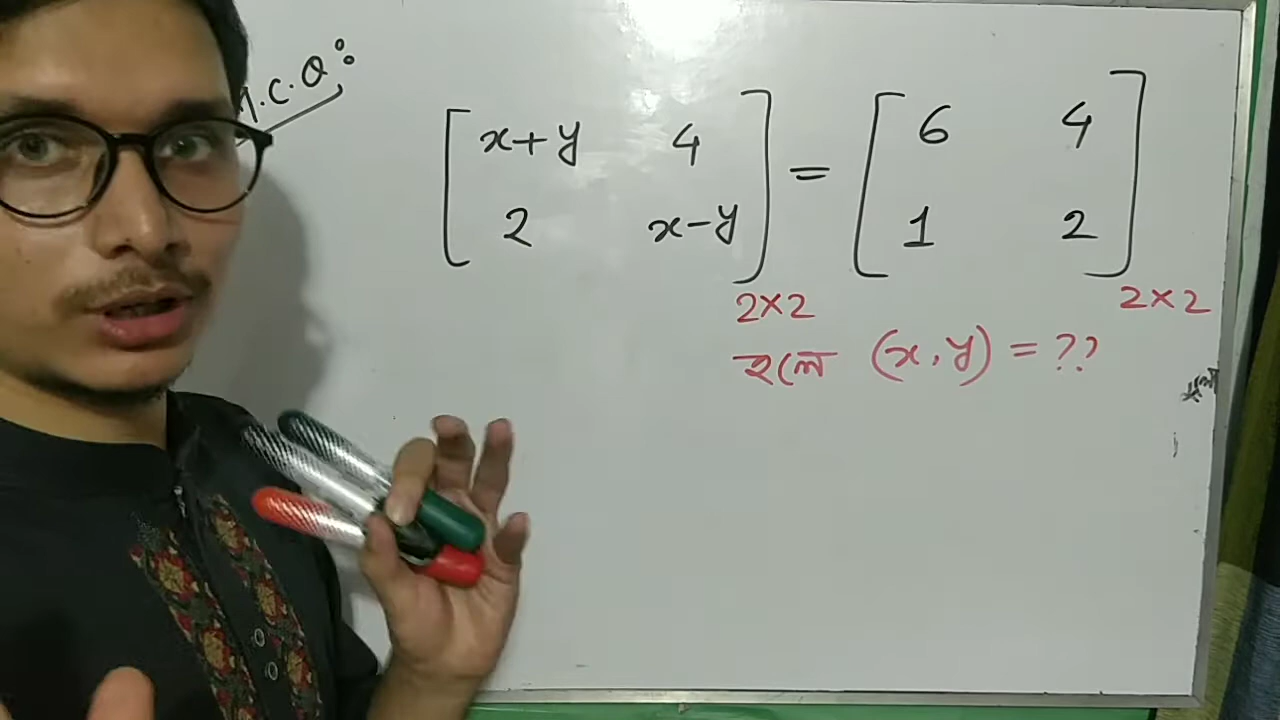 M.C.Q:
[ x+y 4 ] = [ 6 4 ]
[ 2 x-y ] [ 1 2 ]
2×2 2×2
হলে (x,y) = ??